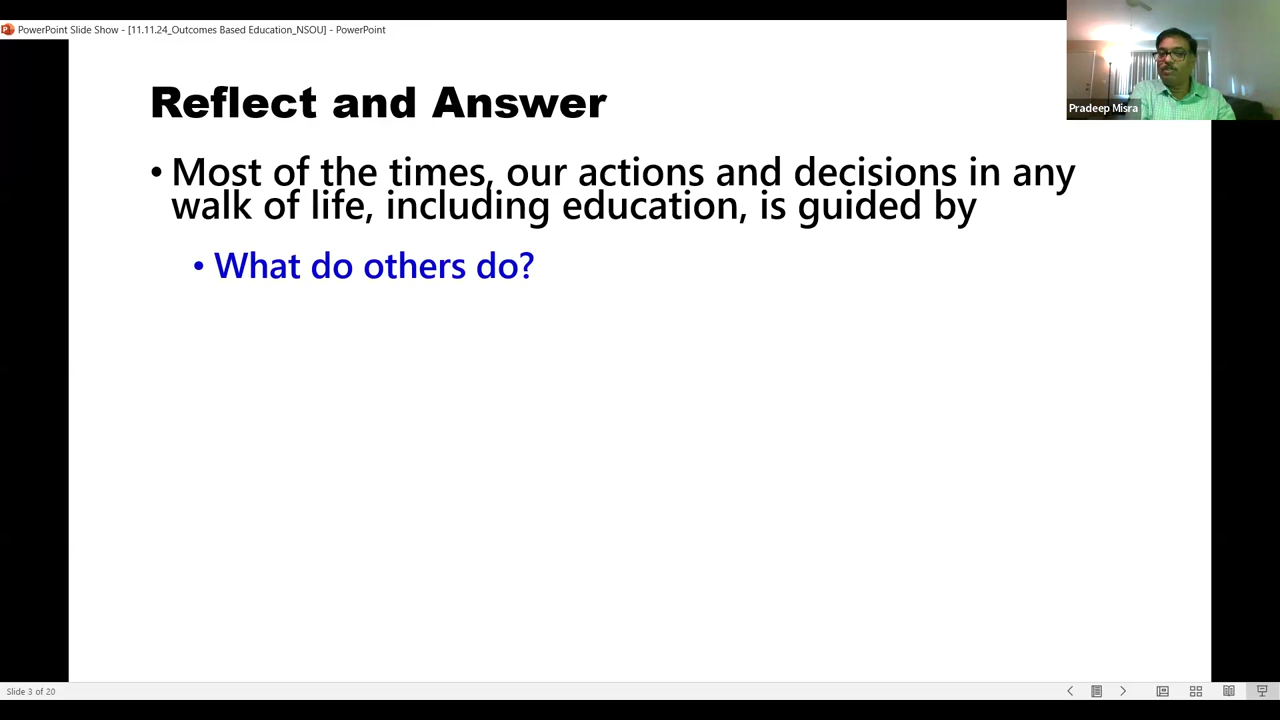 PowerPoint Slide Show - [11.11.24_Outcomes Based Education_NSOU] - PowerPoint
Pradeep Misra
Reflect and Answer
• Most of the times, our actions and decisions in any
walk of life, including education, is guided by
• What do others do?
Slide 3 of 20